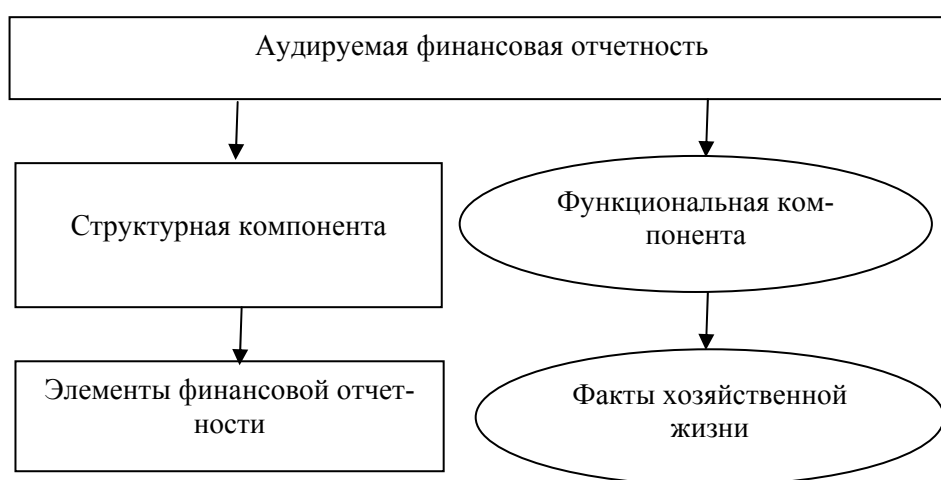 Аудируемая финансовая отчетность
Структурная компонента
Функциональная ком-
понента
Элементы финансовой отчет-
ности
Факты хозяйственной
жизни